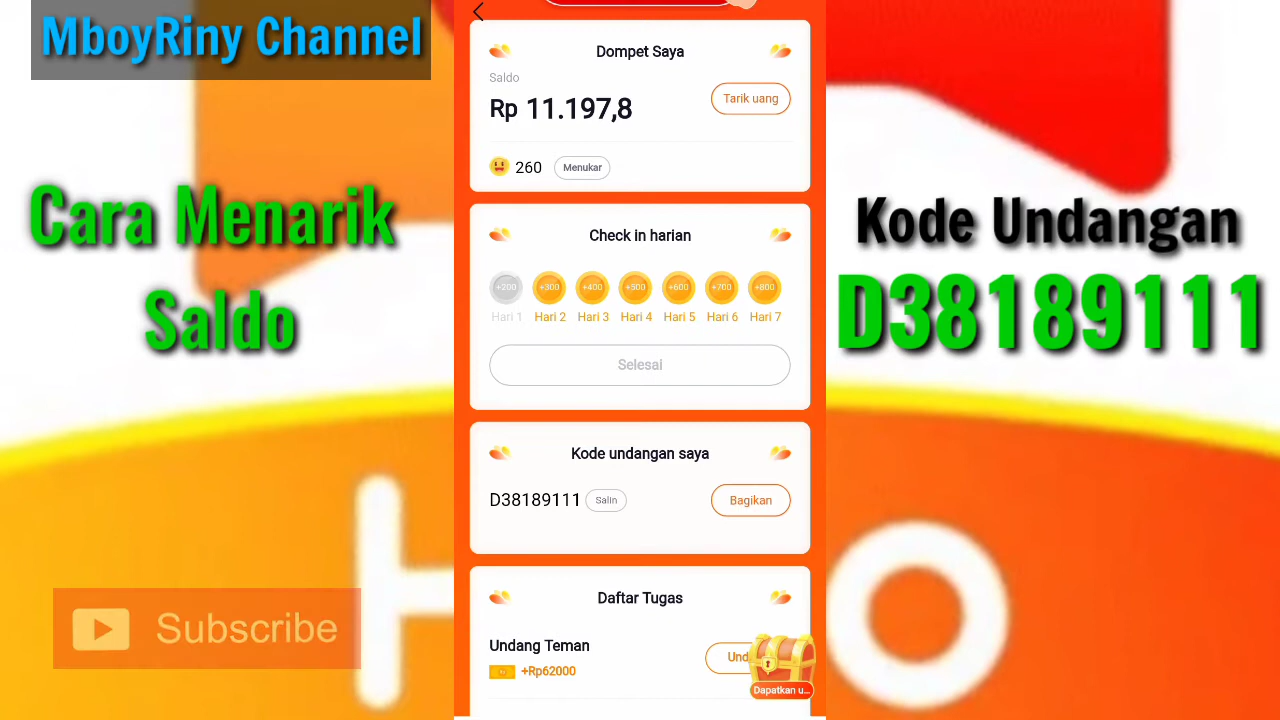 MboyRiny Channel
Cara Menarik
Saldo
Subscribe
Dompet Saya
Saldo
Rp 11.197,8
Tarik uang
260
Menukar
Check in harian
+200 +300 +400 +500 +600 +700 +800
Hari 1 Hari 2 Hari 3 Hari 4 Hari 5 Hari 6 Hari 7
Selesai
Kode undangan saya
D38189111
Salin
Bagikan
Daftar Tugas
Undang Teman
+Rp62000
Und
Dapatkan u...
Kode Undangan
D38189111
H
O